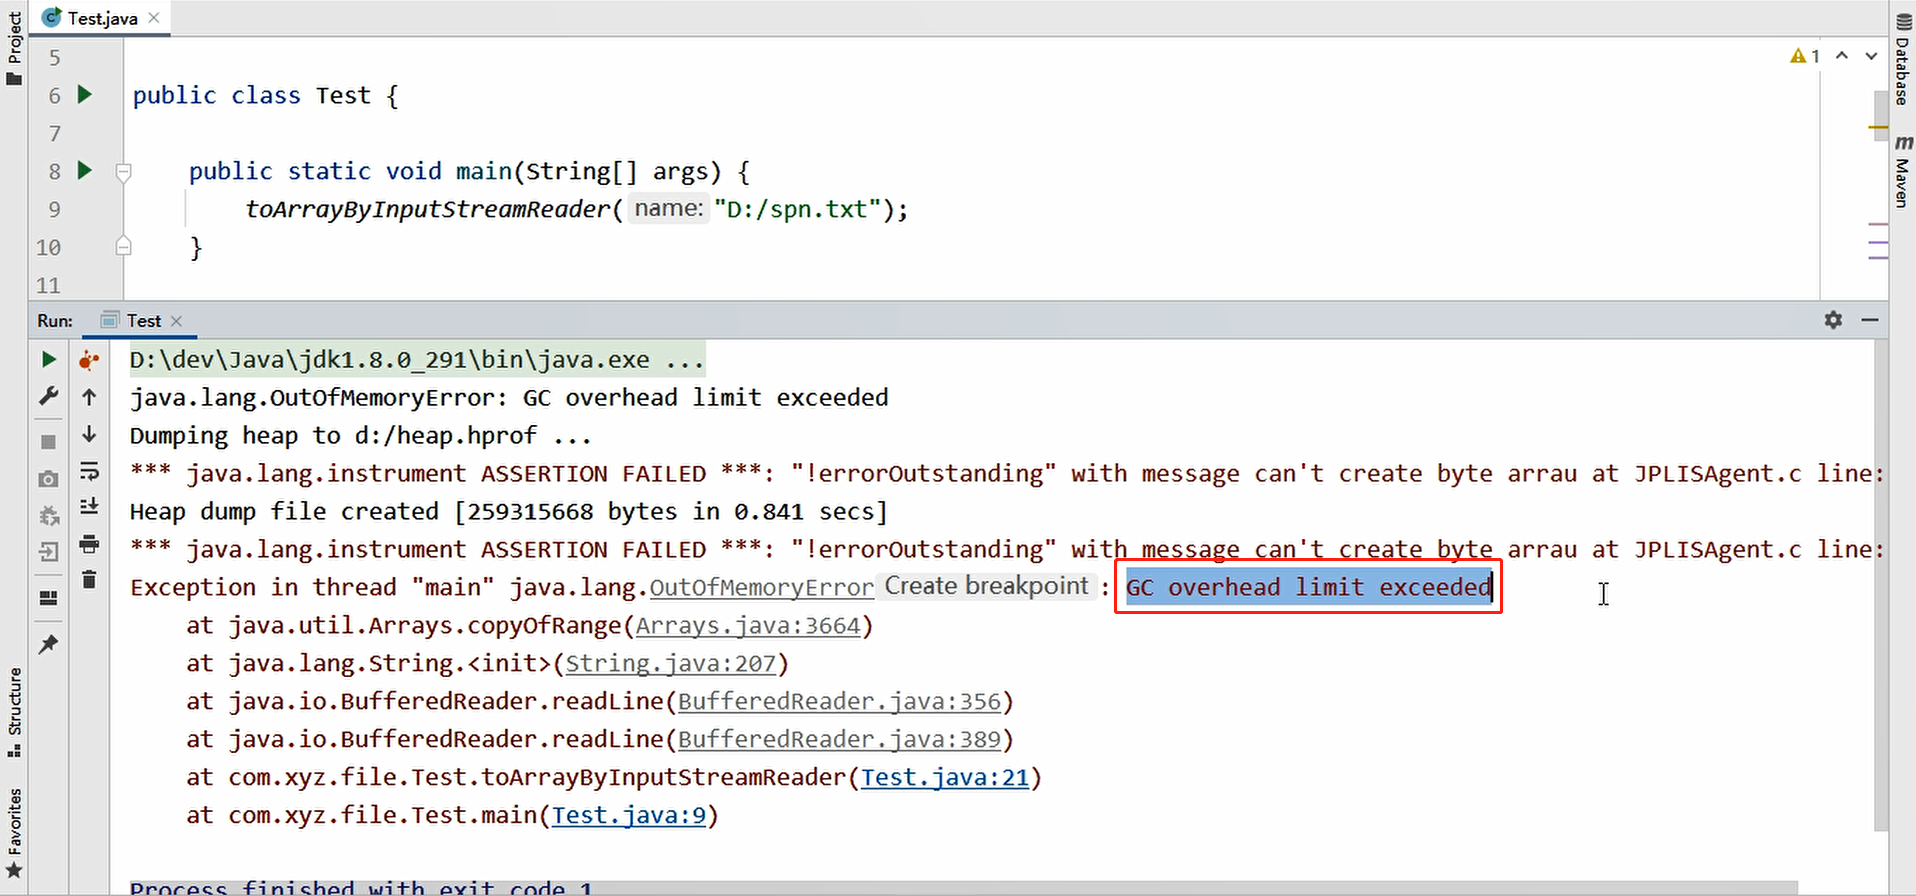 Project
Test.java
Database
Maven
Structure
Favorites
5
1
6 public class Test {
7
8 public static void main(String[] args) {
9 toArrayByInputStreamReader( name: "D:/spn.txt");
10 }
11
Run: Test
D:\dev\Java\jdk1.8.0_291\bin\java.exe ...
java.lang.OutOfMemoryError: GC overhead limit exceeded
Dumping heap to d:/heap.hprof ...
*** java.lang.instrument ASSERTION FAILED ***: "!errorOutstanding" with message can't create byte arrau at JPLISAgent.c line:
Heap dump file created [259315668 bytes in 0.841 secs]
*** java.lang.instrument ASSERTION FAILED ***: "!errorOutstanding" with message can't create byte arrau at JPLISAgent.c line:
Exception in thread "main" java.lang.OutOfMemoryError Create breakpoint : GC overhead limit exceeded
at java.util.Arrays.copyOfRange(Arrays.java:3664)
at java.lang.String.<init>(String.java:207)
at java.io.BufferedReader.readLine(BufferedReader.java:356)
at java.io.BufferedReader.readLine(BufferedReader.java:389)
at com.xyz.file.Test.toArrayByInputStreamReader(Test.java:21)
at com.xyz.file.Test.main(Test.java:9)
Process finished with exit code 1